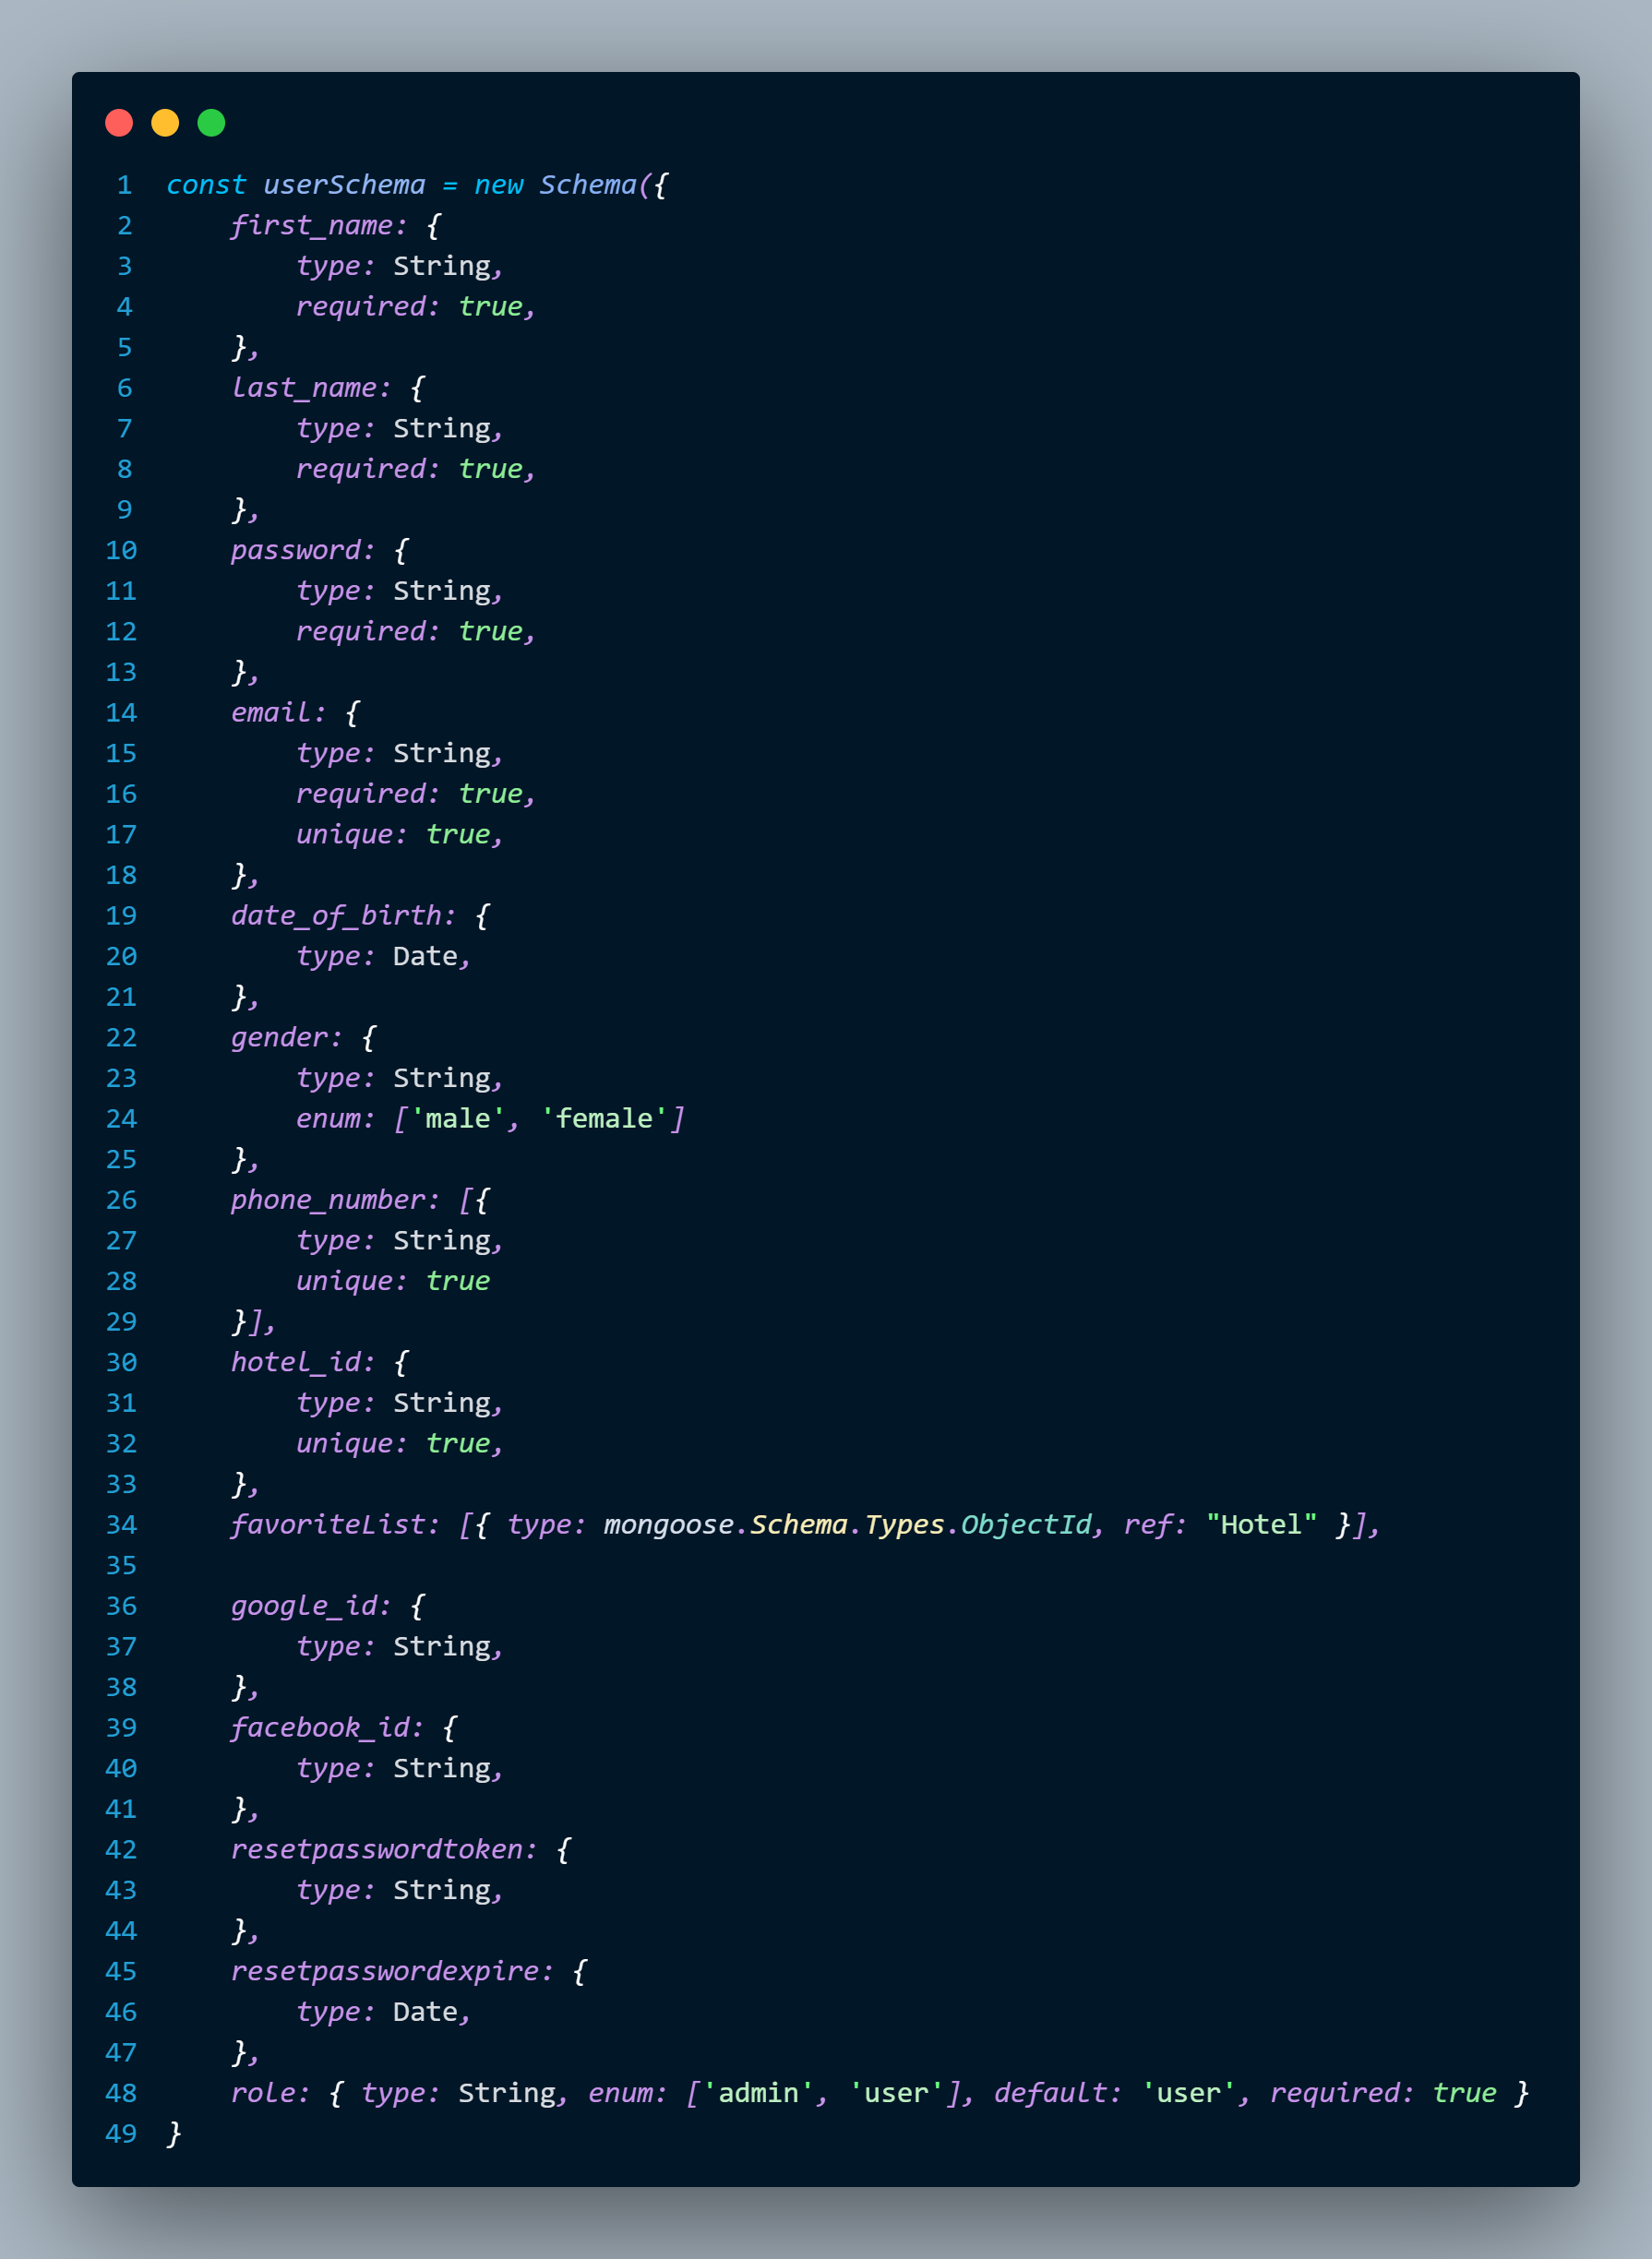 1 const userSchema = new Schema({
2     first_name: {
3         type: String,
4         required: true,
5     },
6     last_name: {
7         type: String,
8         required: true,
9     },
10     password: {
11         type: String,
12         required: true,
13     },
14     email: {
15         type: String,
16         required: true,
17         unique: true,
18     },
19     date_of_birth: {
20         type: Date,
21     },
22     gender: {
23         type: String,
24         enum: ['male', 'female']
25     },
26     phone_number: [{
27         type: String,
28         unique: true
29     }],
30     hotel_id: {
31         type: String,
32         unique: true,
33     },
34     favoriteList: [{ type: mongoose.Schema.Types.ObjectId, ref: "Hotel" }],
35
36     google_id: {
37         type: String,
38     },
39     facebook_id: {
40         type: String,
41     },
42     resetpasswordtoken: {
43         type: String,
44     },
45     resetpasswordexpire: {
46         type: Date,
47     },
48     role: { type: String, enum: ['admin', 'user'], default: 'user', required: true }
49 }